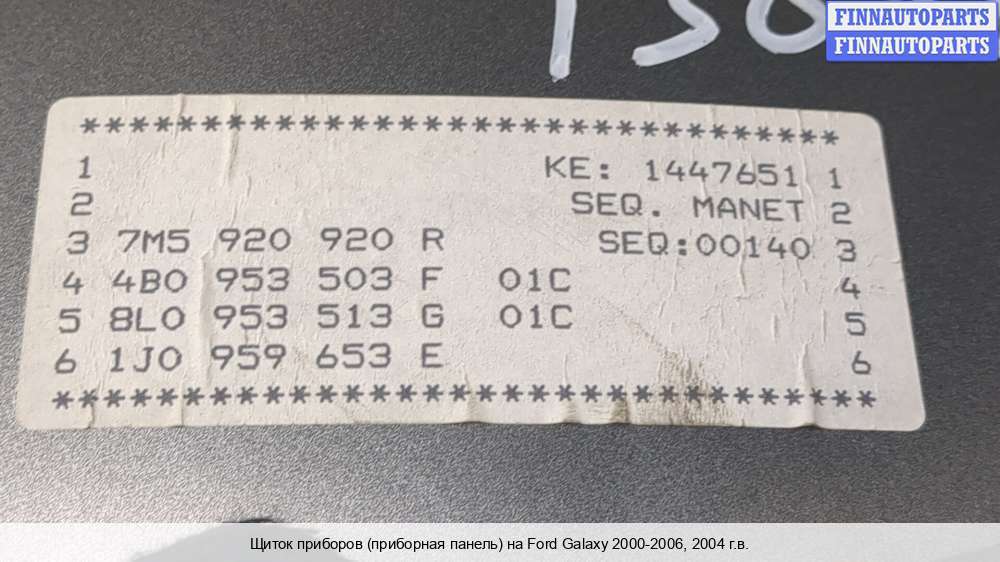 FINNAUTOPARTS
FINNAUTOPARTS
*******************************
1 KE: 1447651 1
2 SEQ. MANET 2
3 7M5 920 920 R SEQ:00140 3
4 4B0 953 503 F 01C 4
5 8L0 953 513 G 01C 5
6 1J0 959 653 E 6
********************************
Щиток приборов (приборная панель) на Ford Galaxy 2000-2006, 2004 г.в.